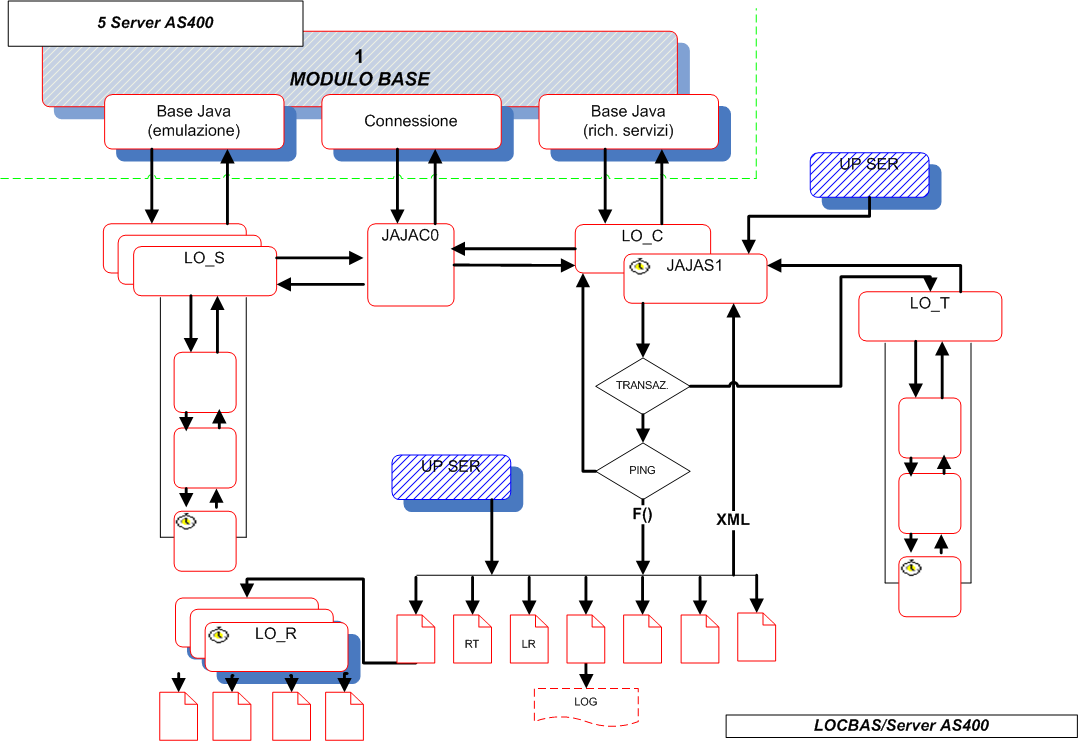 5 Server AS400
1
MODULO BASE
Base Java
(emulazione)
Connessione
Base Java
(rich. servizi)
UP SER
LO_S
JAJAC0
LO_C
JAJAS1
LO_T
TRANSAZ.
PING
UP SER
F()
XML
LO_R
RT
LR
LOG
LOCBAS/Server AS400